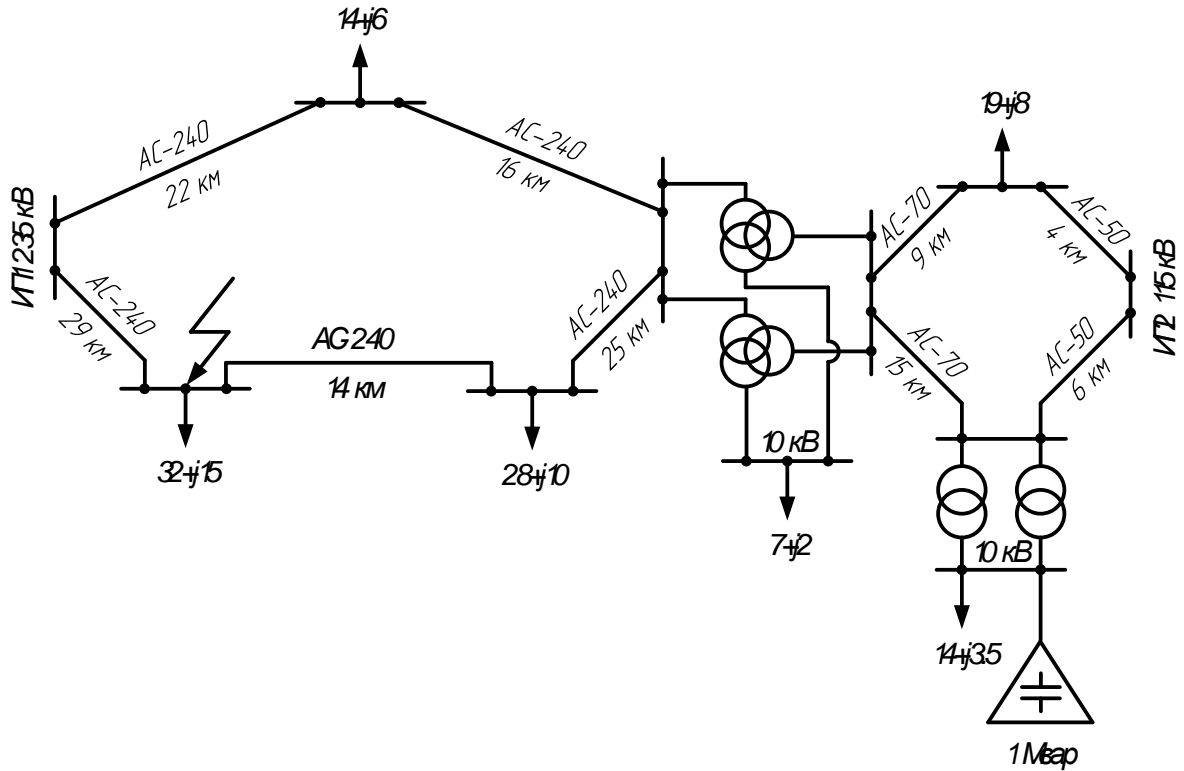 14+j6
АС-240
22 км
АС-240
16 км
ИП1 235 кВ
АС-240
29 км
АС-240
14 км
АС-240
25 км
32+j15
28+j10
10 кВ
7+j2
19+j8
АС-70
9 км
АС-50
4 км
ИП2 115 кВ
АС-70
15 км
АС-50
6 км
10 кВ
14+j3.5
1 Мвар